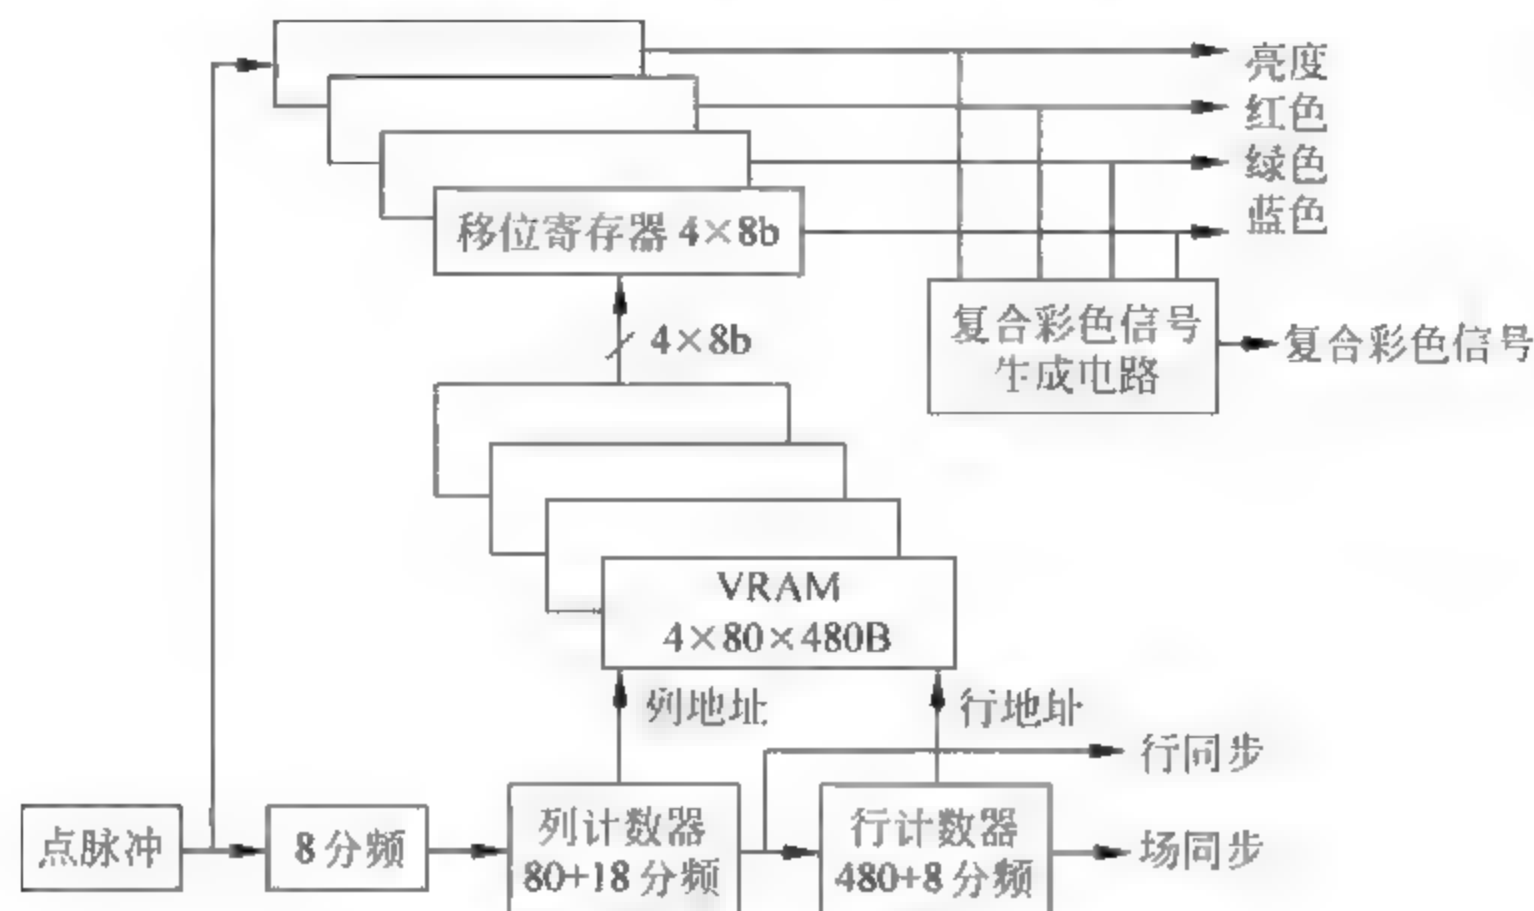 亮度
红色
绿色
蓝色
移位寄存器 4×8b
4×8b
复合彩色信号
生成电路
复合彩色信号
VRAM
4×80×480B
列地址
行地址
行同步
点脉冲
8分频
列计数器
80+18分频
行计数器
480+8分频
场同步